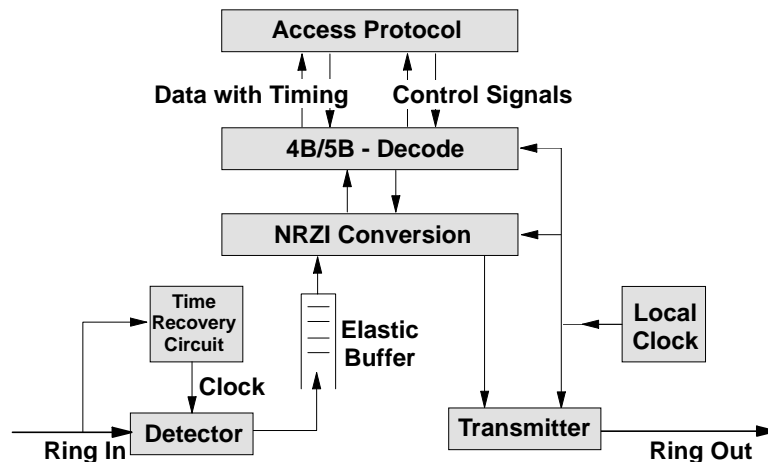 Access Protocol
Data with Timing
Control Signals
4B/5B - Decode
NRZI Conversion
Time
Recovery
Circuit
Elastic
Buffer
Local
Clock
Clock
Ring In
Detector
Transmitter
Ring Out